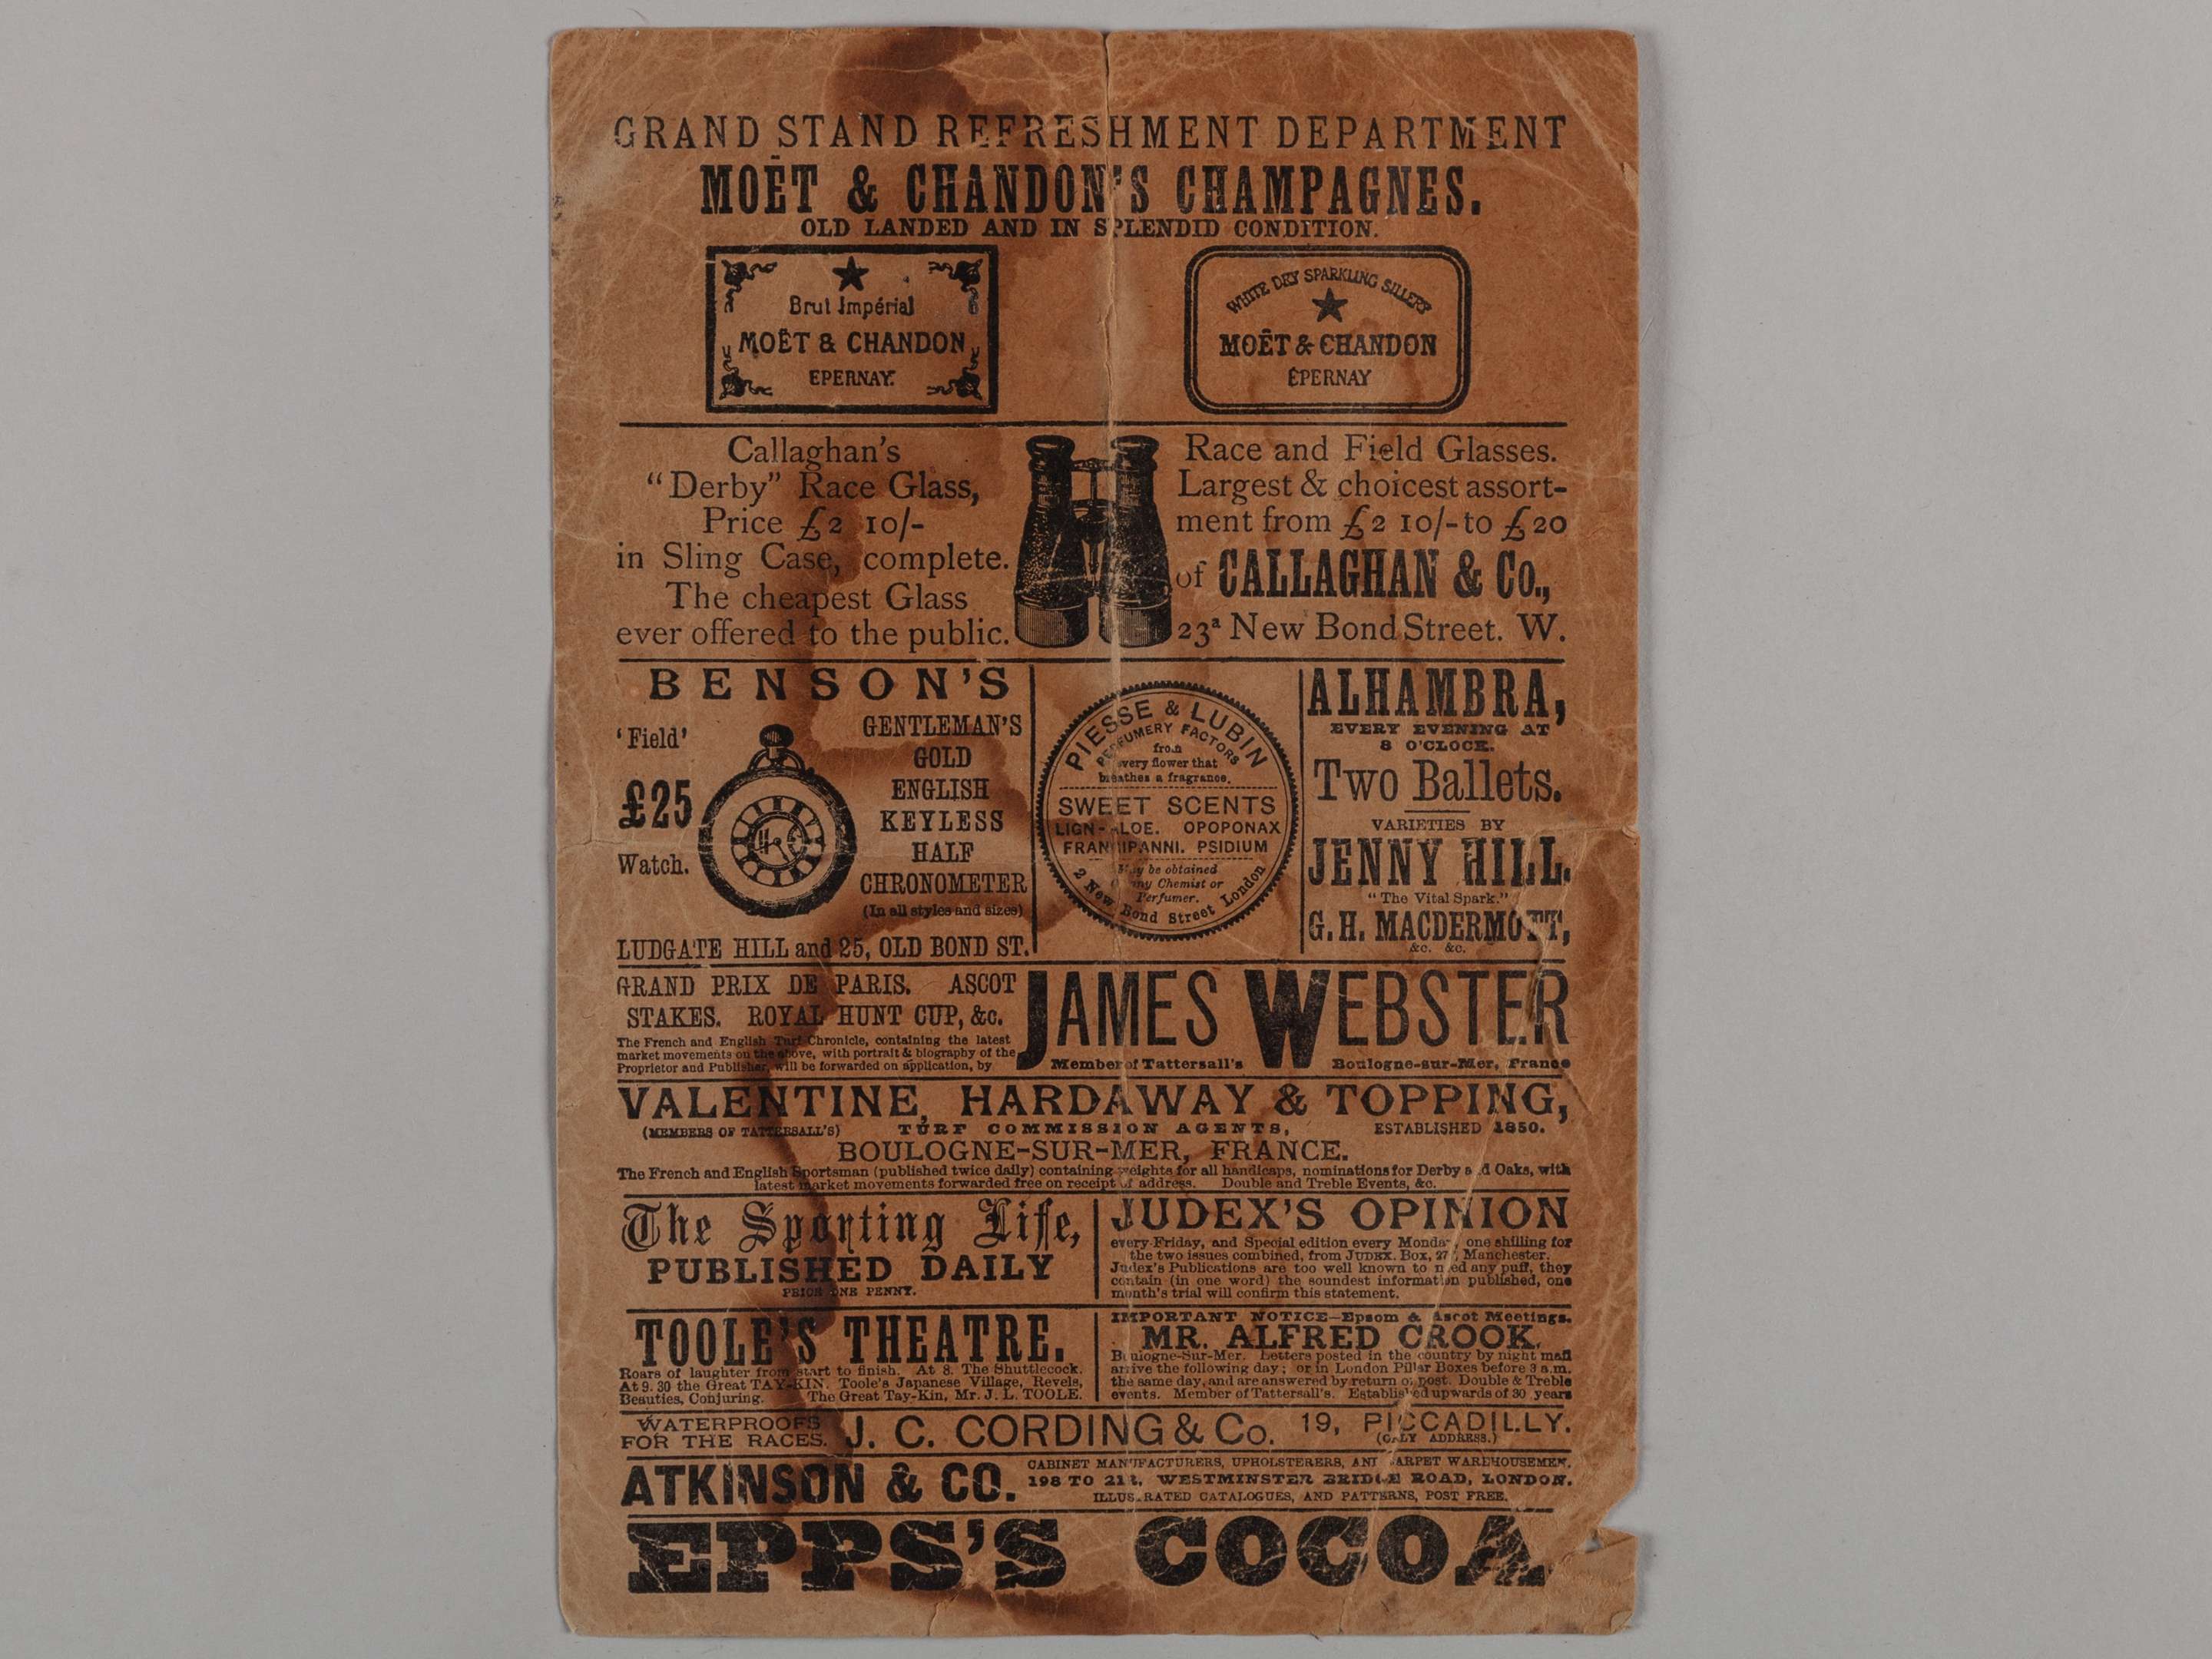 GRAND STAND REFRESHMENT DEPARTMENT
MOËT & CHANDON'S CHAMPAGNES.
OLD LANDED AND IN SPLENDID CONDITION.
Brut Impérial
MOËT & CHANDON
EPERNAY.
WHITE DRY SPARKLING SILLERY
MOËT & CHANDON
ÉPERNAY
Callaghan's
"Derby" Race Glass,
Price £2 10/-
in Sling Case, complete.
The cheapest Glass
ever offered to the public.
Race and Field Glasses.
Largest & choicest assort-
ment from £2 10/- to £20
of CALLAGHAN & Co.,
23a New Bond Street. W.
BENSON'S
'Field'
£25
Watch.
GENTLEMAN'S
GOLD
ENGLISH
KEYLESS
HALF
CHRONOMETER
(In all styles and sizes)
LUDGATE HILL and 25, OLD BOND ST.
PIESSE & LUBIN
PERFUMERY FACTORS
from
every flower that
breathes a fragrance.
SWEET SCENTS
LIGN-ALOE. OPOPONAX
FRANGIPANNI. PSIDIUM
May be obtained
Of any Chemist or
Perfumer.
2 New Bond Street London
ALHAMBRA,
EVERY EVENING AT
8 O'CLOCK.
Two Ballets.
VARIETIES BY
JENNY HILL.
"The Vital Spark."
G. H. MACDERMOTT,
&c. &c.
GRAND PRIX DE PARIS. ASCOT
STAKES. ROYAL HUNT CUP, &c.
The French and English Turf Chronicle, containing the latest
market movements on the above, with portrait & biography of the
Proprietor and Publisher, will be forwarded on application, by
JAMES WEBSTER
Member of Tattersall's Boulogne-sur-Mer, France
VALENTINE, HARDAWAY & TOPPING,
(MEMBERS OF TATTERSALL'S) TURF COMMISSION AGENTS, ESTABLISHED 1850.
BOULOGNE-SUR-MER, FRANCE.
The French and English Sportsman (published twice daily) containing weights for all handicaps, nominations for Derby and Oaks, with
latest market movements forwarded free on receipt of address. Double and Treble Events, &c.
The Sporting Life,
PUBLISHED DAILY
PRICE ONE PENNY.
JUDEX'S OPINION
every Friday, and Special edition every Monday, one shilling for
the two issues combined, from JUDEX. Box, 27 Manchester.
Judex's Publications are too well known to need any puff, they
contain (in one word) the soundest information published, one
month's trial will confirm this statement.
TOOLE'S THEATRE.
Roars of laughter from start to finish. At 8. The Shuttlecock.
At 9.30 the Great TAY-KIN. Toole's Japanese Village, Revels,
Beauties, Conjuring. The Great Tay-Kin, Mr. J. L. TOOLE.
IMPORTANT NOTICE—Epsom & Ascot Meetings.
MR. ALFRED CROOK,
Boulogne-Sur-Mer. Letters posted in the country by night mail
arrive the following day; or in London Pillar Boxes before 3 a.m.
the same day, and are answered by return of post. Double & Treble
events. Member of Tattersall's. Established upwards of 30 years
WATERPROOFS
FOR THE RACES.
J. C. CORDING & Co. 19, PICCADILLY.
(ONLY ADDRESS.)
ATKINSON & CO.
CABINET MANUFACTURERS, UPHOLSTERERS, AND CARPET WAREHOUSEMEN.
198 TO 212, WESTMINSTER BRIDGE ROAD, LONDON.
ILLUSTRATED CATALOGUES, AND PATTERNS, POST FREE.
EPPS'S COCOA